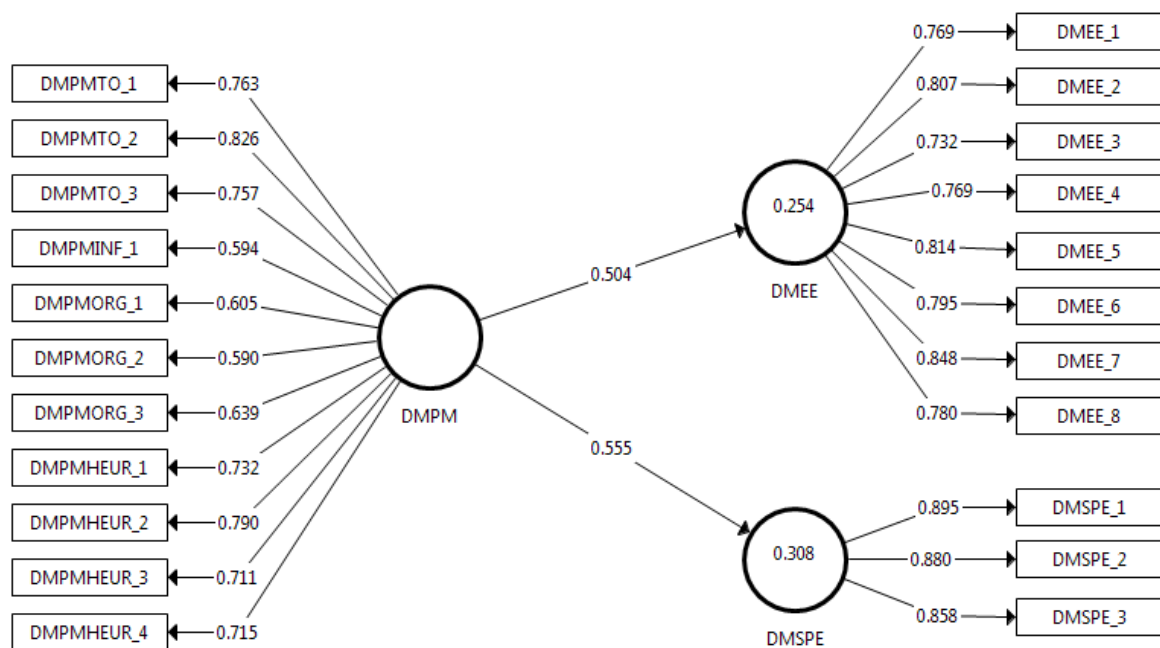 DMPMTO_1
0.763
DMPMTO_2
0.826
DMPMTO_3
0.757
DMPMINF_1
0.594
DMPMORG_1
0.605
DMPMORG_2
0.590
DMPMORG_3
0.639
DMPMHEUR_1
0.732
DMPMHEUR_2
0.790
DMPMHEUR_3
0.711
DMPMHEUR_4
0.715
DMPM
0.504
0.555
0.254
DMEE
0.308
DMSPE
0.769
DMEE_1
0.807
DMEE_2
0.732
DMEE_3
0.769
DMEE_4
0.814
DMEE_5
0.795
DMEE_6
0.848
DMEE_7
0.780
DMEE_8
0.895
DMSPE_1
0.880
DMSPE_2
0.858
DMSPE_3